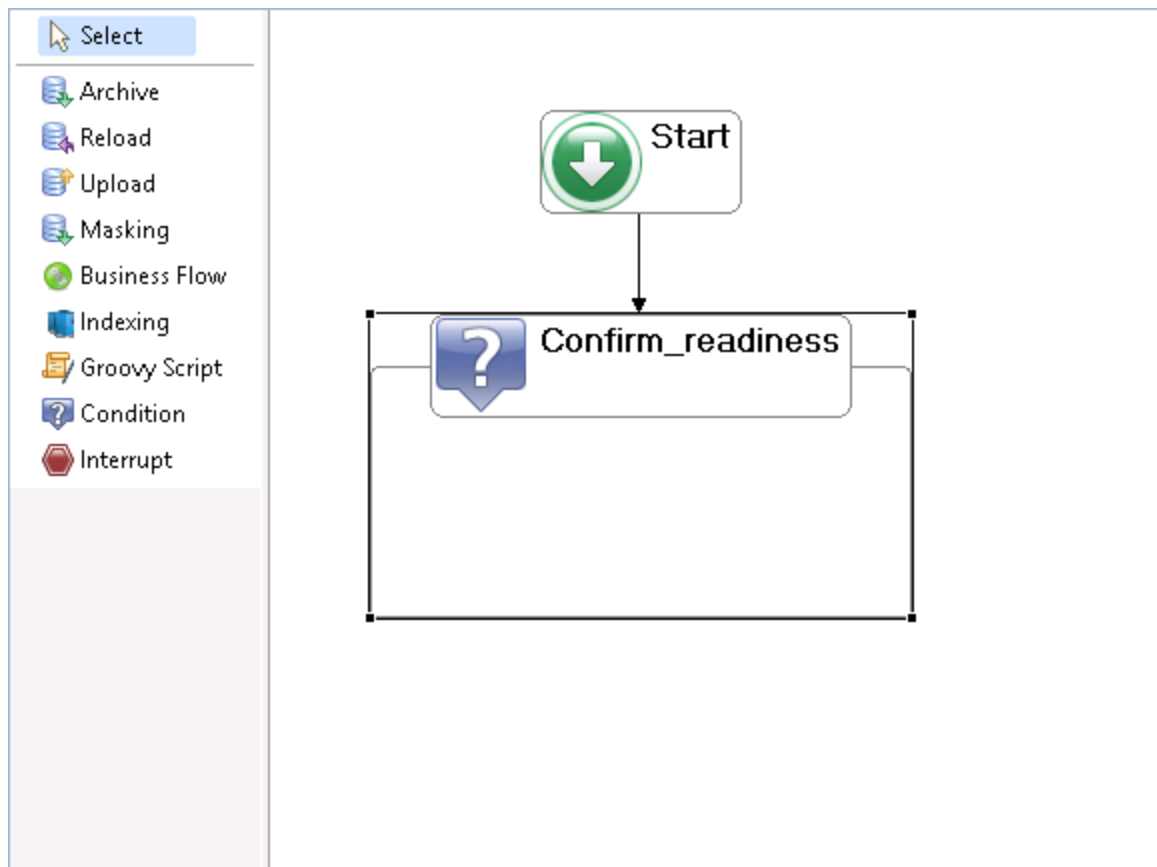 Select
Archive
Reload
Upload
Masking
Business Flow
Indexing
Groovy Script
Condition
Interrupt
Start
Confirm_readiness